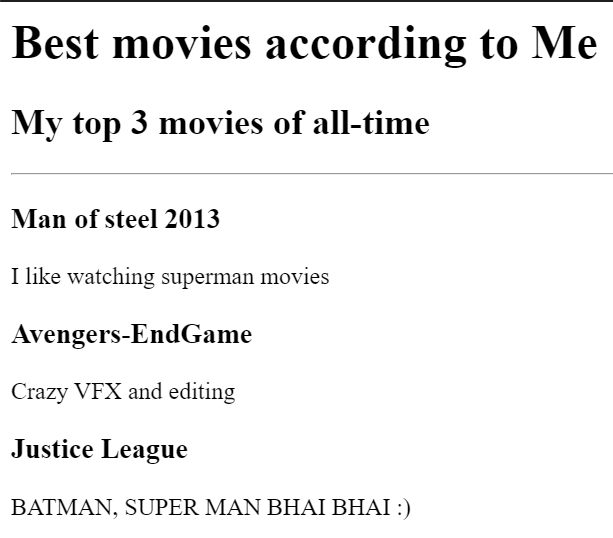 Best movies according to Me
My top 3 movies of all-time
Man of steel 2013
I like watching superman movies
Avengers-EndGame
Crazy VFX and editing
Justice League
BATMAN, SUPER MAN BHAI BHAI :)